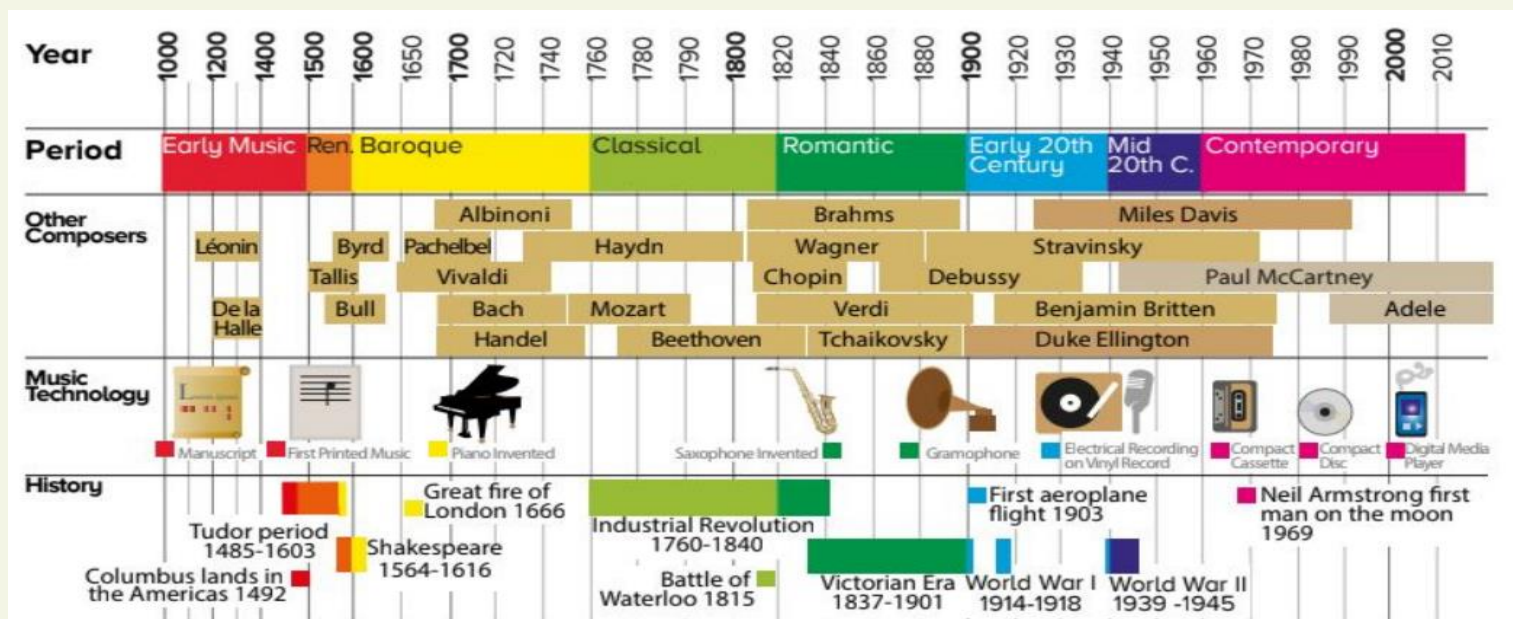 Year 1000 1200 1400 1500 1600 1650 1700 1720 1740 1760 1780 1790 1800 1820 1840 1860 1880 1900 1920 1930 1940 1950 1960 1970 1980 1990 2000 2010
Period Early Music Ren. Baroque Classical Romantic Early 20th Century Mid 20th C. Contemporary
Other
Composers
Albinoni Brahms Miles Davis
Léonin Byrd Pachelbel Haydn Wagner Stravinsky
Tallis Vivaldi Chopin Debussy Paul McCartney
De la
Halle
Bull Bach Mozart Verdi Benjamin Britten Adele
Handel Beethoven Tchaikovsky Duke Ellington
Music
Technology
Manuscript
First Printed Music
Piano Invented
Saxophone Invented
Gramophone
Electrical Recording
on Vinyl Record
Compact
Cassette
Compact
Disc
Digital Media
Player
History
Tudor period
1485-1603
Great fire of
London 1666
Shakespeare
1564-1616
Columbus lands in
the Americas 1492
Industrial Revolution
1760-1840
Battle of
Waterloo 1815
Victorian Era
1837-1901
First aeroplane
flight 1903
World War I
1914-1918
World War II
1939 -1945
Neil Armstrong first
man on the moon
1969